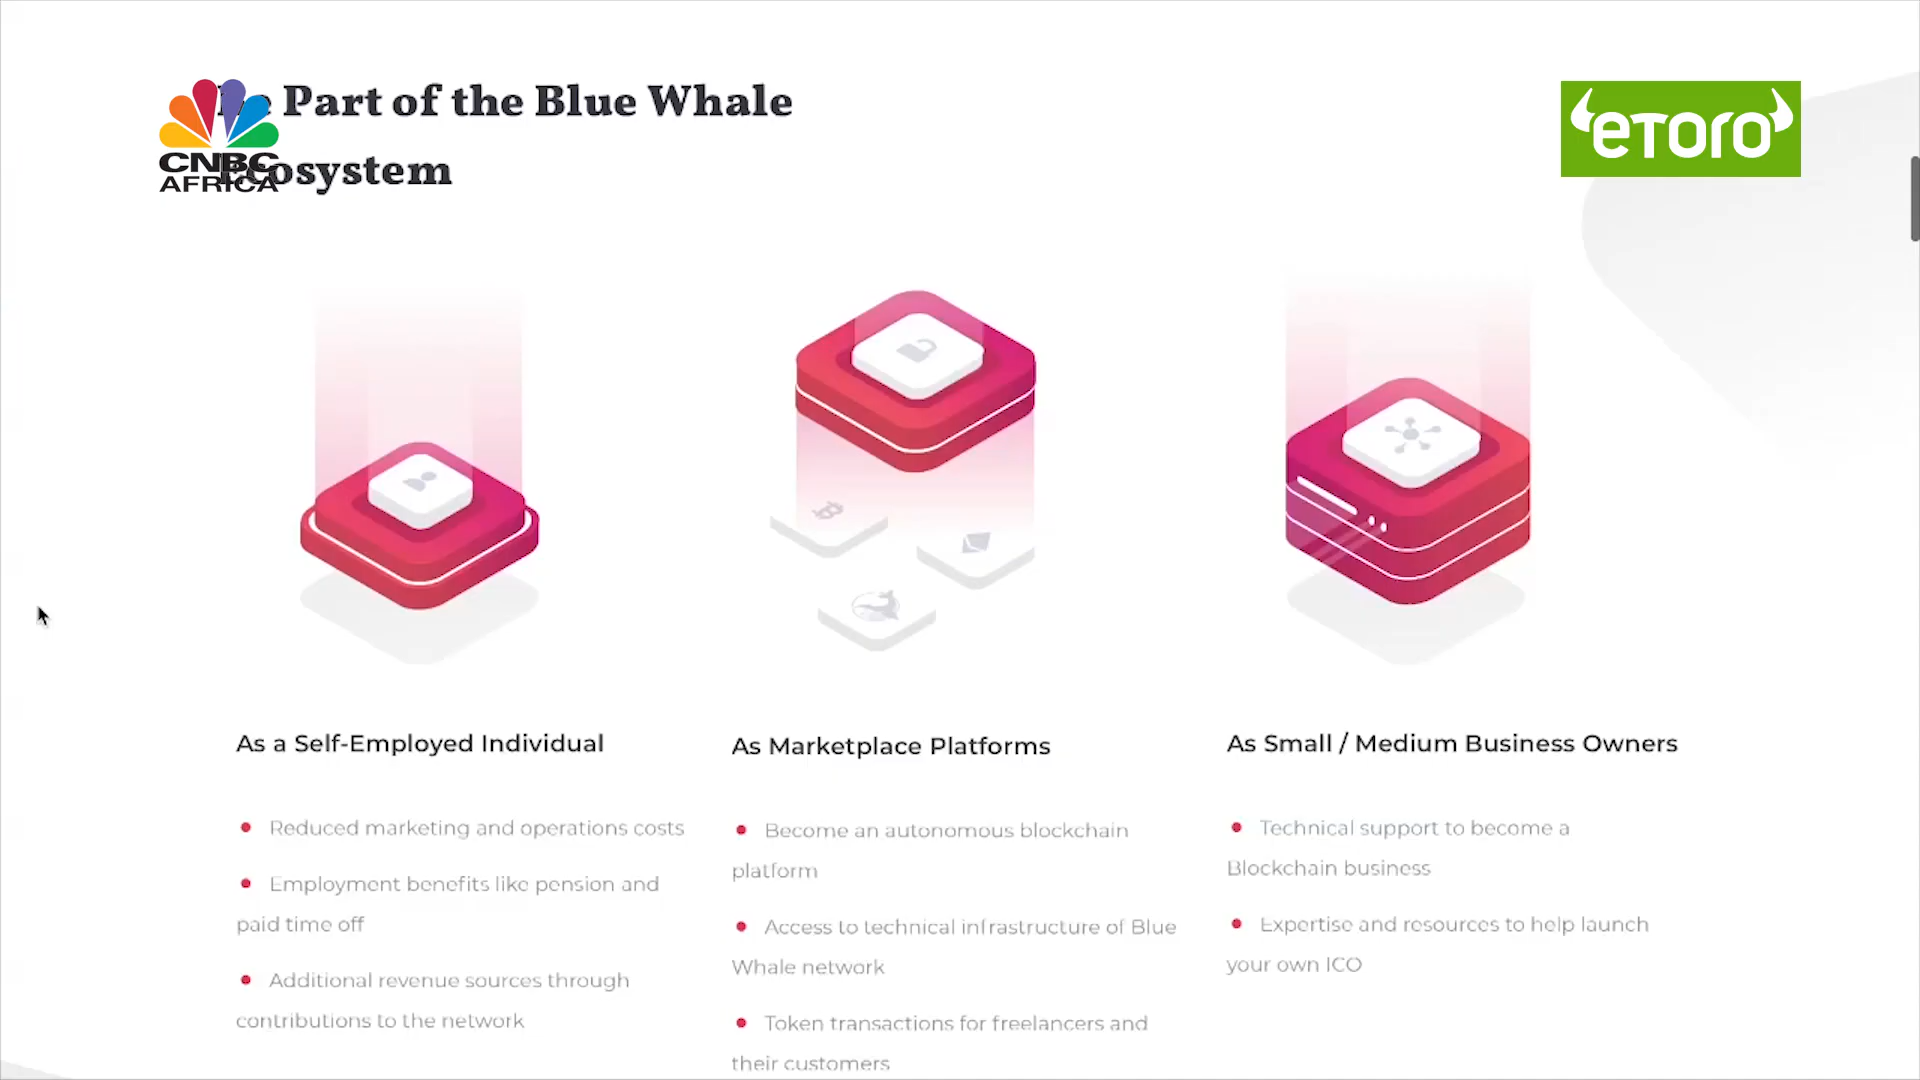 Be Part of the Blue Whale
Ecosystem
CNBC
AFRICA
eToro
As a Self-Employed Individual
Reduced marketing and operations costs
Employment benefits like pension and
paid time off
Additional revenue sources through
contributions to the network
As Marketplace Platforms
Become an autonomous blockchain
platform
Access to technical infrastructure of Blue
Whale network
Token transactions for freelancers and
their customers
As Small / Medium Business Owners
Technical support to become a
Blockchain business
Expertise and resources to help launch
your own ICO